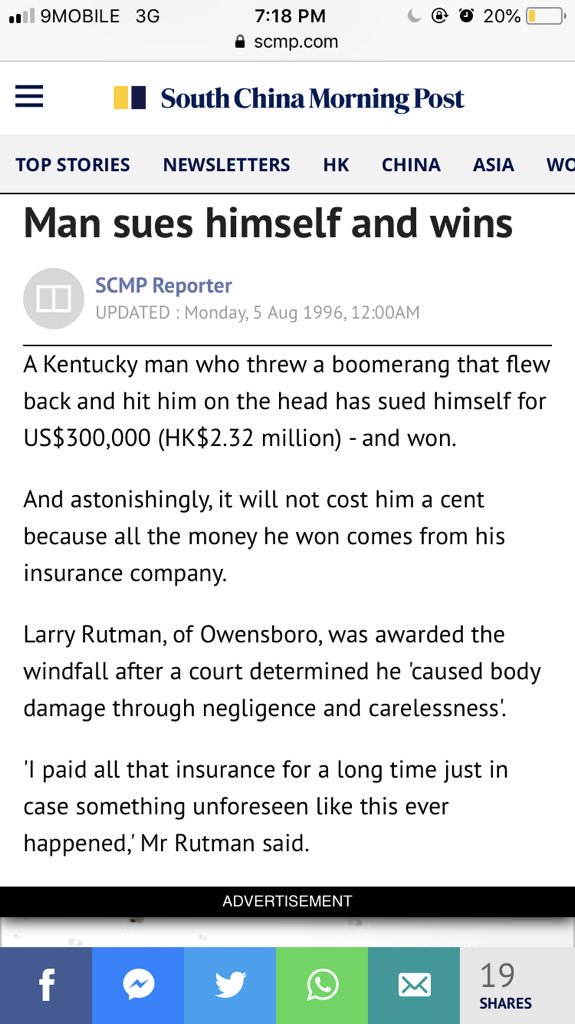 9MOBILE 3G 7:18 PM 20%
scmp.com
South China Morning Post
TOP STORIES NEWSLETTERS HK CHINA ASIA WO
Man sues himself and wins
SCMP Reporter
UPDATED : Monday, 5 Aug 1996, 12:00AM
A Kentucky man who threw a boomerang that flew
back and hit him on the head has sued himself for
US$300,000 (HK$2.32 million) - and won.
And astonishingly, it will not cost him a cent
because all the money he won comes from his
insurance company.
Larry Rutman, of Owensboro, was awarded the
windfall after a court determined he 'caused body
damage through negligence and carelessness'.
'I paid all that insurance for a long time just in
case something unforeseen like this ever
happened,' Mr Rutman said.
ADVERTISEMENT
19
SHARES